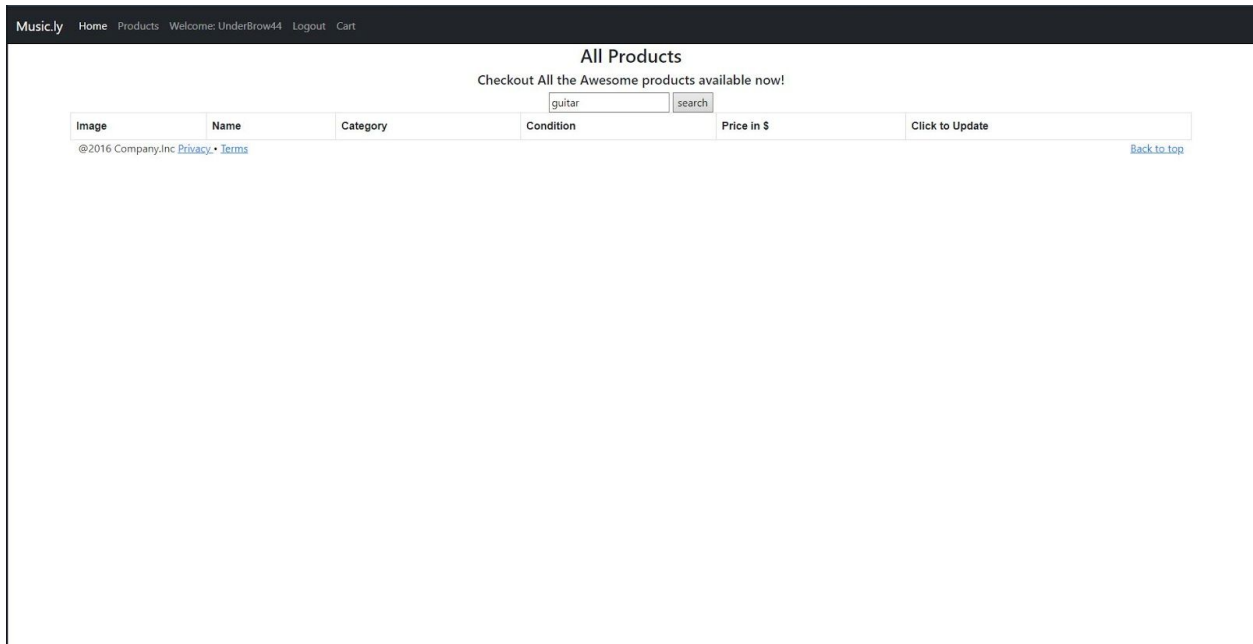 Music.ly Home Products Welcome: UnderBrow44 Logout Cart
All Products
Checkout All the Awesome products available now!
guitar search
Image Name Category Condition Price in $ Click to Update
@2016 Company.Inc Privacy • Terms Back to top